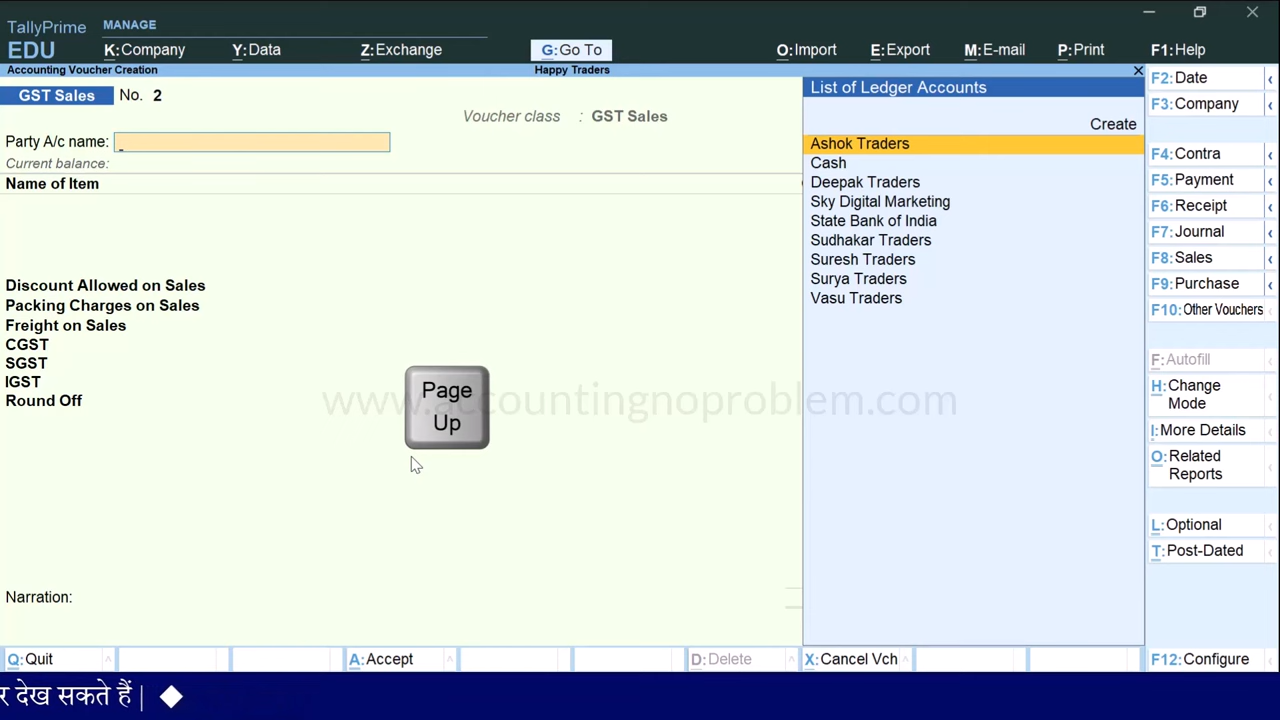 TallyPrime MANAGE
EDU K:Company Y:Data Z:Exchange G:Go To O:Import E:Export M:E-mail P:Print F1:Help
Accounting Voucher Creation Happy Traders
GST Sales No. 2
Voucher class : GST Sales
Party A/c name:
Current balance:
Name of Item
Discount Allowed on Sales
Packing Charges on Sales
Freight on Sales
CGST
SGST
IGST
Round Off
Page
Up
www.accountingnoproblem.com
Narration:
List of Ledger Accounts
Create
Ashok Traders
Cash
Deepak Traders
Sky Digital Marketing
State Bank of India
Sudhakar Traders
Suresh Traders
Surya Traders
Vasu Traders
F2:Date
F3:Company
F4:Contra
F5:Payment
F6:Receipt
F7:Journal
F8:Sales
F9:Purchase
F10:Other Vouchers
F:Autofill
H:Change
Mode
I:More Details
O:Related
Reports
L:Optional
T:Post-Dated
Q:Quit A:Accept D:Delete X:Cancel Vch F12:Configure
र देख सकते हैं |